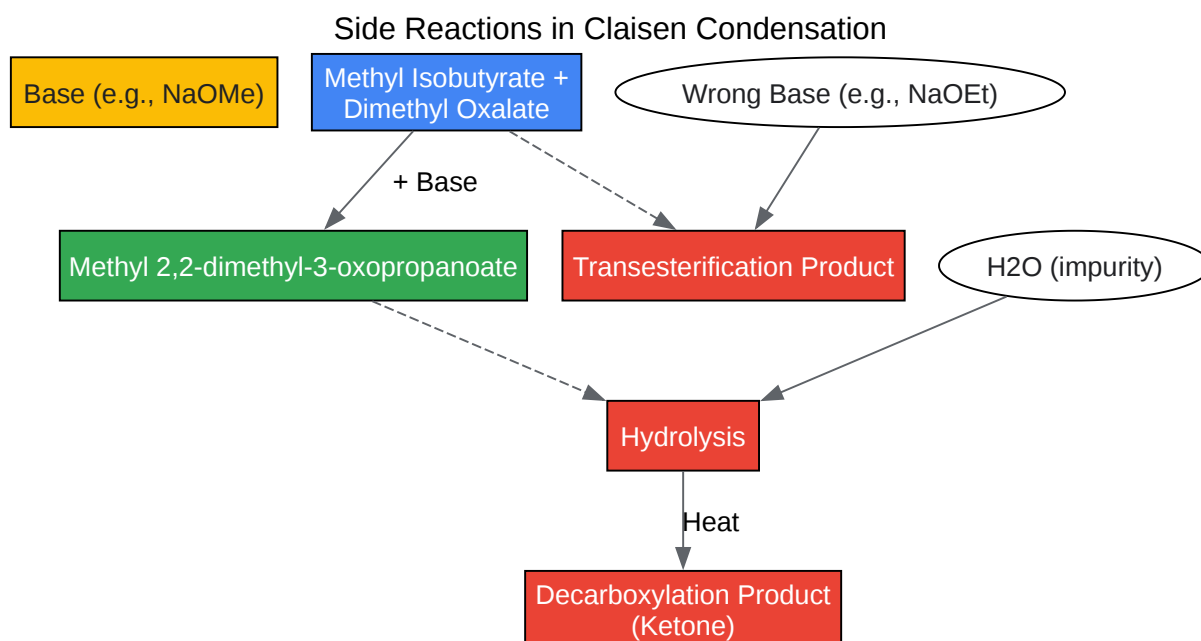 Side Reactions in Claisen Condensation
Base (e.g., NaOMe)
Methyl Isobutyrate +
Dimethyl Oxalate
Wrong Base (e.g., NaOEt)
+ Base
Methyl 2,2-dimethyl-3-oxopropanoate
Transesterification Product
H2O (impurity)
Hydrolysis
Heat
Decarboxylation Product
(Ketone)